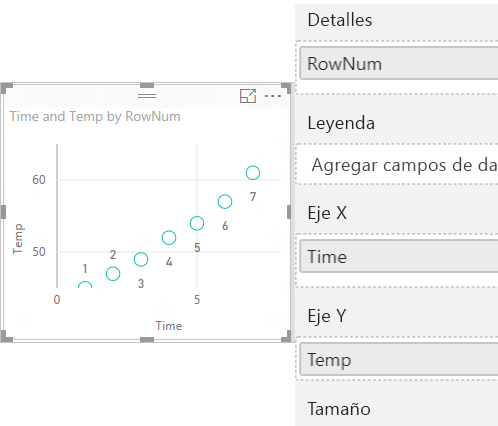 Time and Temp by RowNum
Temp
60
50
1
2
3
4
5
6
7
0
5
Time
Detalles
RowNum
Leyenda
Agregar campos de da
Eje X
Time
Eje Y
Temp
Tamaño